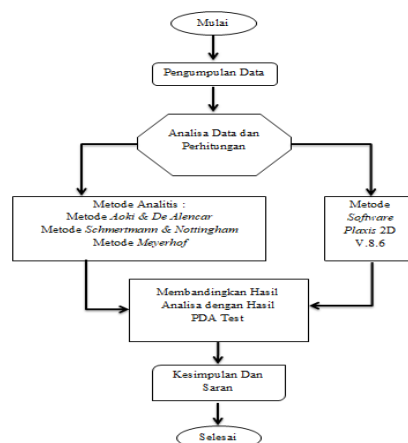 Mulai
Pengumpulan Data
Analisa Data dan
Perhitungan
Metode Analitis :
Metode Aoki & De Alencar
Metode Schmertmann & Nottingham
Metode Meyerhof
Metode
Software
Plaxis 2D
V.8.6
Membandingkan Hasil
Analisa dengan Hasil
PDA Test
Kesimpulan Dan
Saran
Selesai